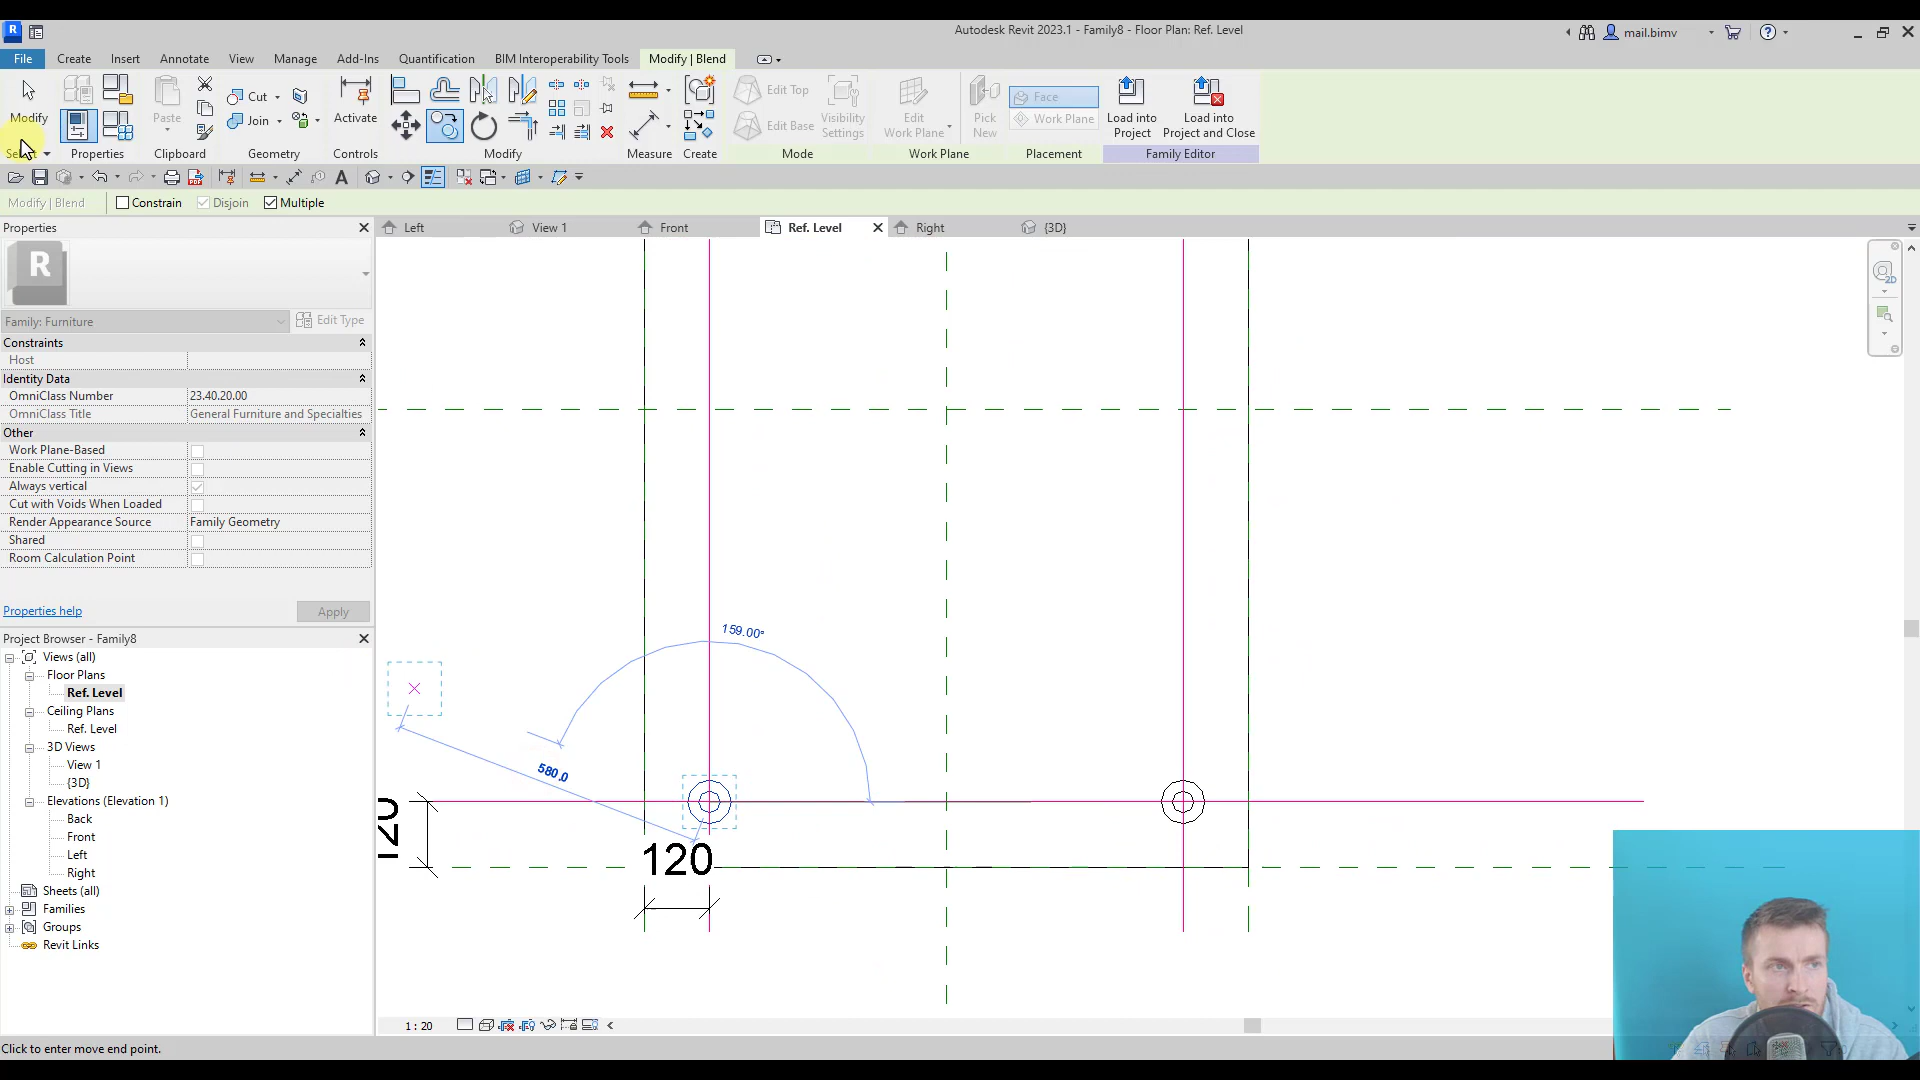 Autodesk Revit 2023.1 - Family8 - Floor Plan: Ref. Level
mail.bimv
File Create Insert Annotate View Manage Add-Ins Quantification BIM Interoperability Tools Modify | Blend
Modify
Paste
Cut
Join
Activate
Edit Top
Edit Base
Visibility
Settings
Edit
Work Plane
Pick
New
Face
Work Plane
Load into
Project
Load into
Project and Close
Properties Clipboard Geometry Controls Modify Measure Create Mode Work Plane Placement Family Editor
Modify | Blend Constrain Disjoin Multiple
Properties
Left View 1 Front Ref. Level Right {3D}
R
Family: Furniture Edit Type
Constraints
Host
Identity Data
OmniClass Number 23.40.20.00
OmniClass Title General Furniture and Specialties
Other
Work Plane-Based
Enable Cutting in Views
Always vertical
Cut with Voids When Loaded
Render Appearance Source Family Geometry
Shared
Room Calculation Point
Properties help Apply
Project Browser - Family8
Views (all)
Floor Plans
Ref. Level
Ceiling Plans
Ref. Level
3D Views
View 1
{3D}
Elevations (Elevation 1)
Back
Front
Left
Right
Sheets (all)
Families
Groups
Revit Links
159.00°
580.0
120
120
1 : 20
Click to enter move end point.